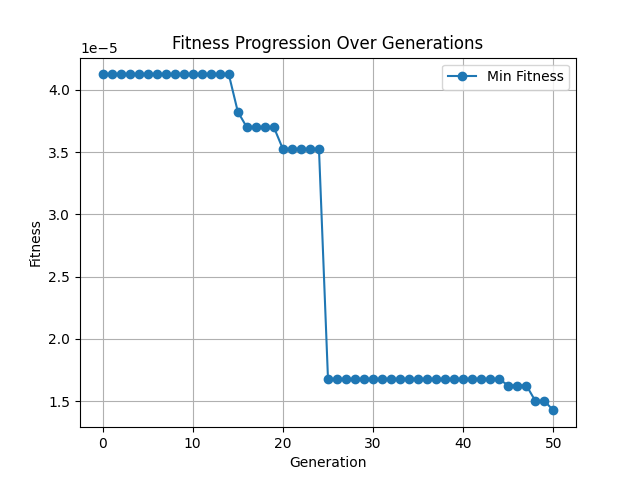 Fitness Progression Over Generations
1e−5
Min Fitness
4.0
3.5
3.0
2.5
2.0
1.5
Fitness
0 10 20 30 40 50
Generation